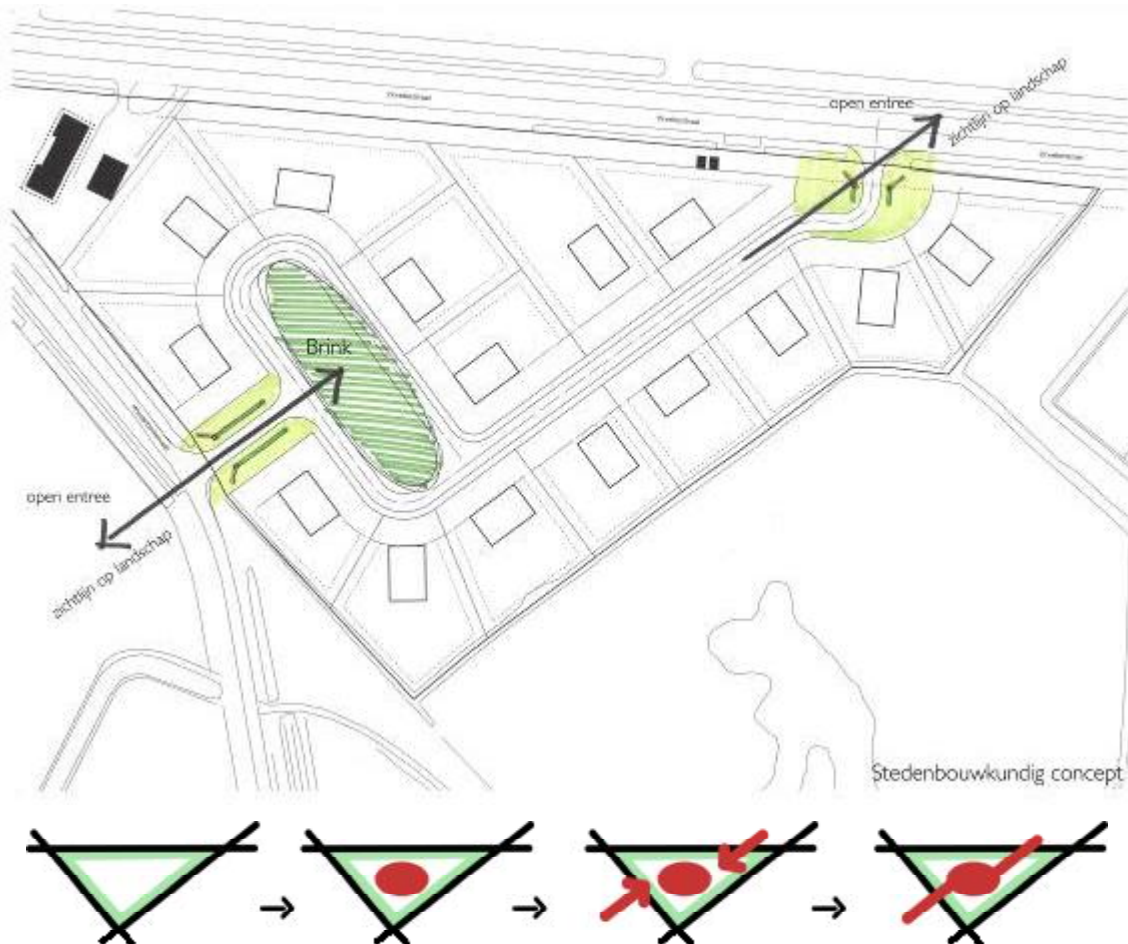 open entree
zichtlijn op landschap
Brink
open entree
zichtlijn op landschap
Stedenbouwkundig concept